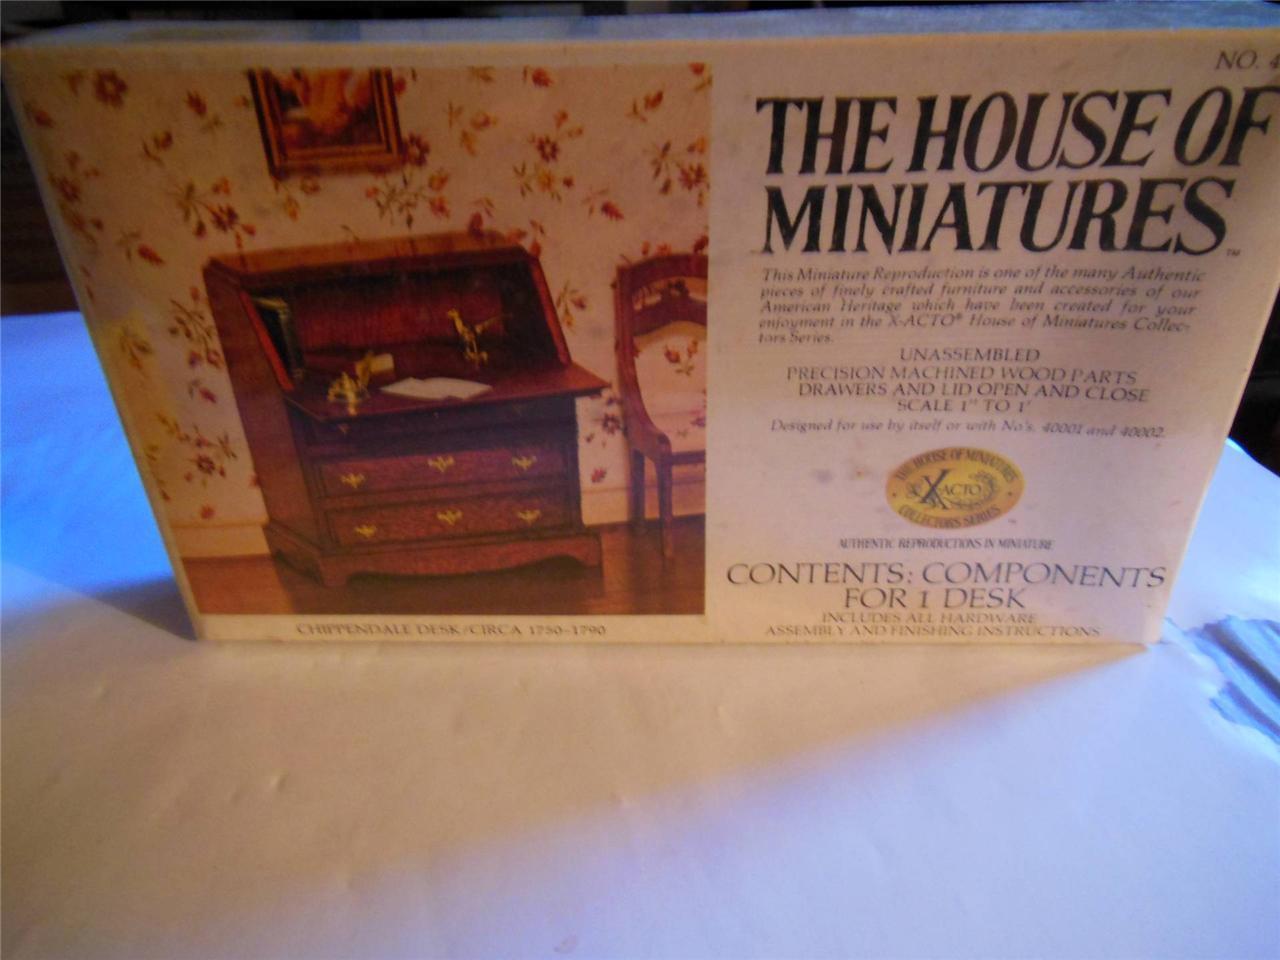 NO. 4
THE HOUSE OF
MINIATURES™
This Miniature Reproduction is one of the many Authentic
pieces of finely crafted furniture and accessories of our
American Heritage which have been created for your
enjoyment in the X-ACTO® House of Miniatures Collec-
tors Series.
UNASSEMBLED
PRECISION MACHINED WOOD PARTS
DRAWERS AND LID OPEN AND CLOSE
SCALE 1" TO 1'
Designed for use by itself or with No's. 40001 and 40002.
THE HOUSE OF MINIATURES
X-ACTO
COLLECTORS SERIES
AUTHENTIC REPRODUCTIONS IN MINIATURE
CONTENTS: COMPONENTS
FOR 1 DESK
INCLUDES ALL HARDWARE
ASSEMBLY AND FINISHING INSTRUCTIONS
CHIPPENDALE DESK/CIRCA 1750-1790